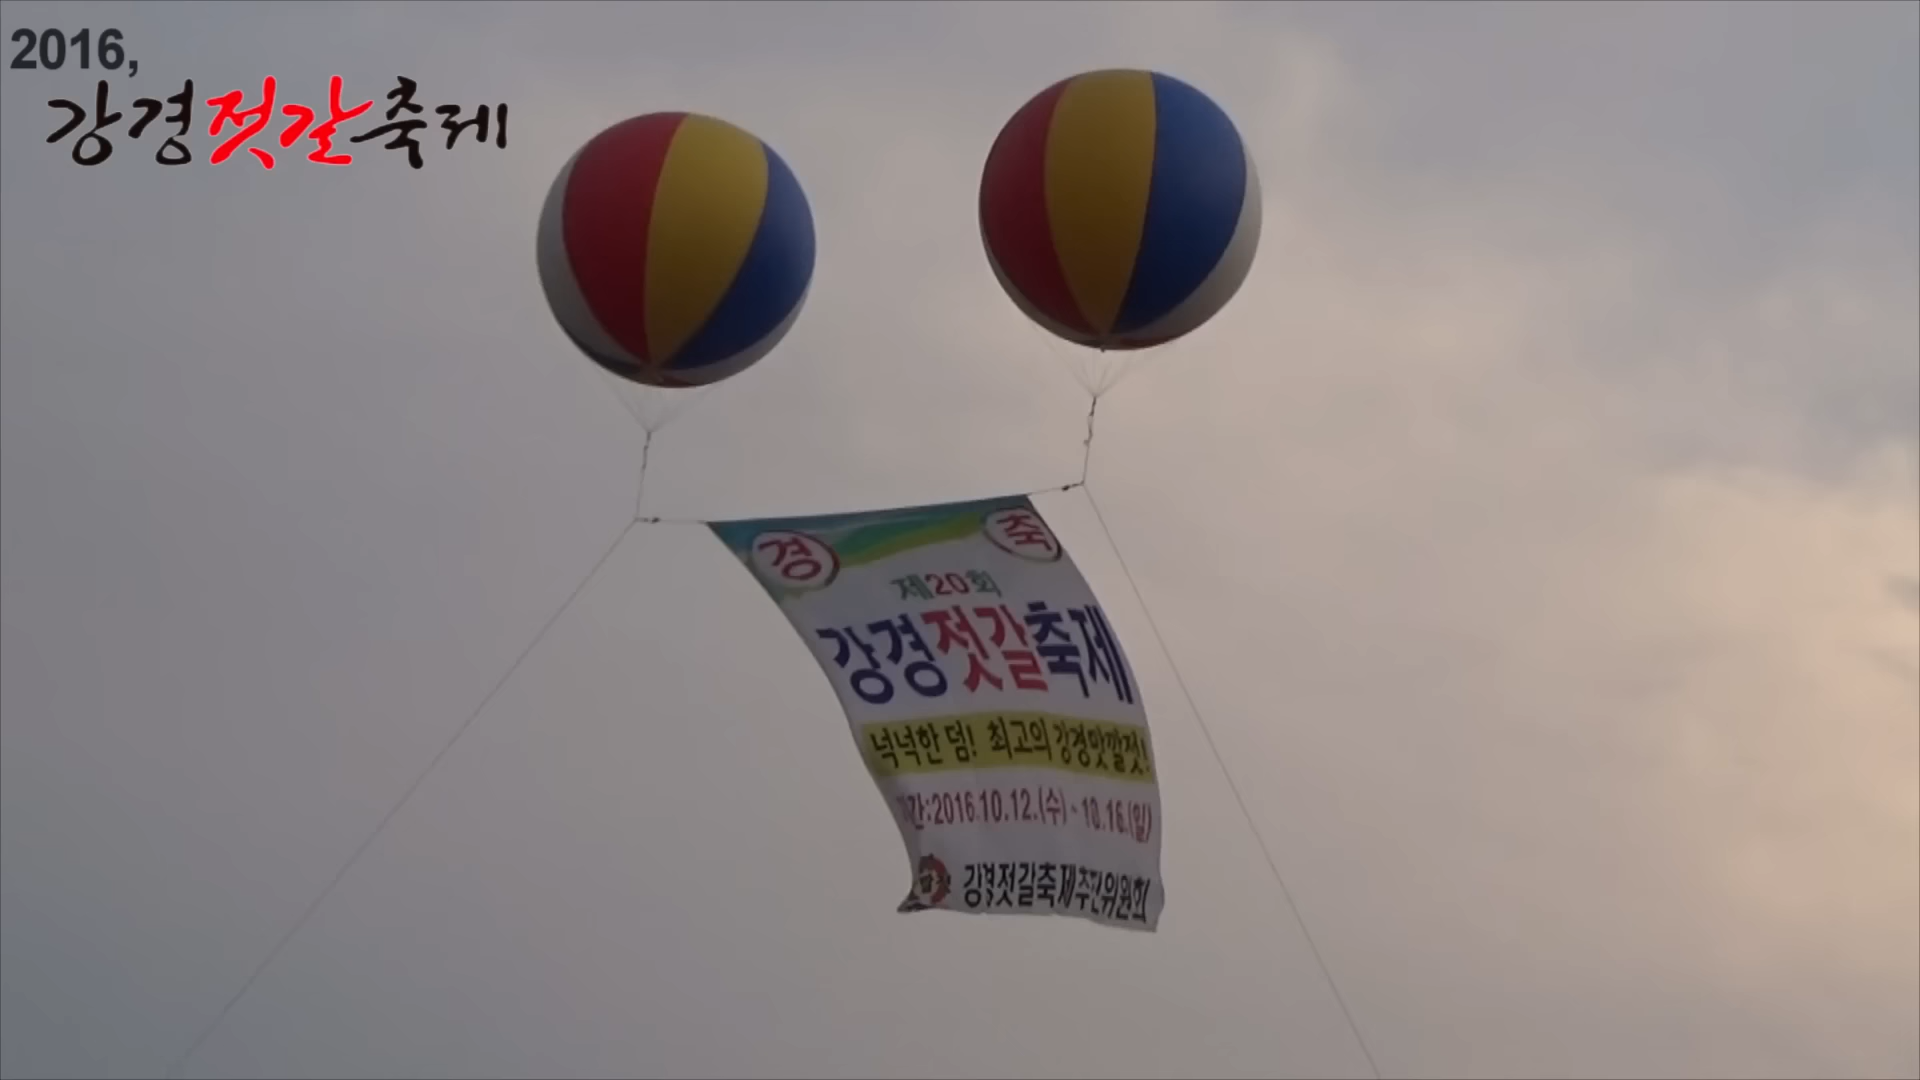 2016,
강경젓갈축제
경 축
제20회
강경젓갈축제
넉넉한 덤! 최고의 강경맛깔젓!
기간:2016.10.12.(수)-10.16.(일)
강경젓갈축제추진위원회